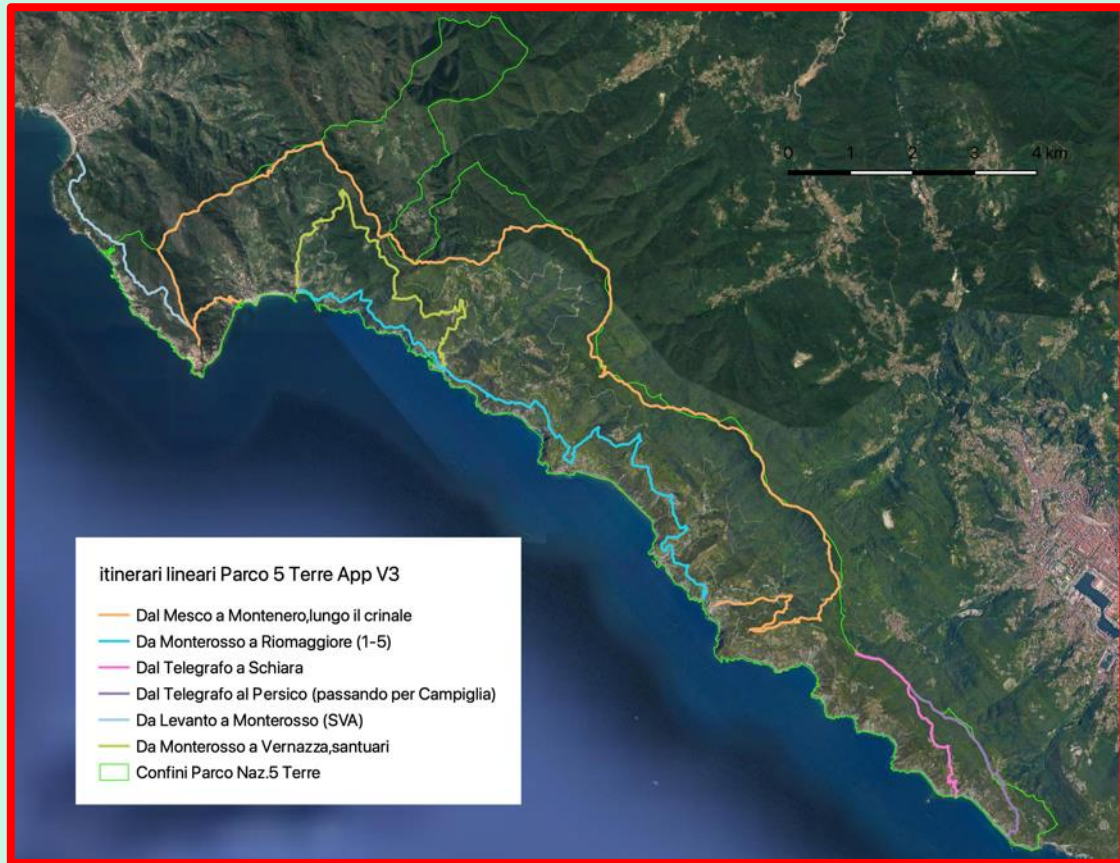 0 1 2 3 4 km
itinerari lineari Parco 5 Terre App V3
Dal Mesco a Montenero,lungo il crinale
Da Monterosso a Riomaggiore (1-5)
Dal Telegrafo a Schiara
Dal Telegrafo al Persico (passando per Campiglia)
Da Levanto a Monterosso (SVA)
Da Monterosso a Vernazza,santuari
Confini Parco Naz.5 Terre